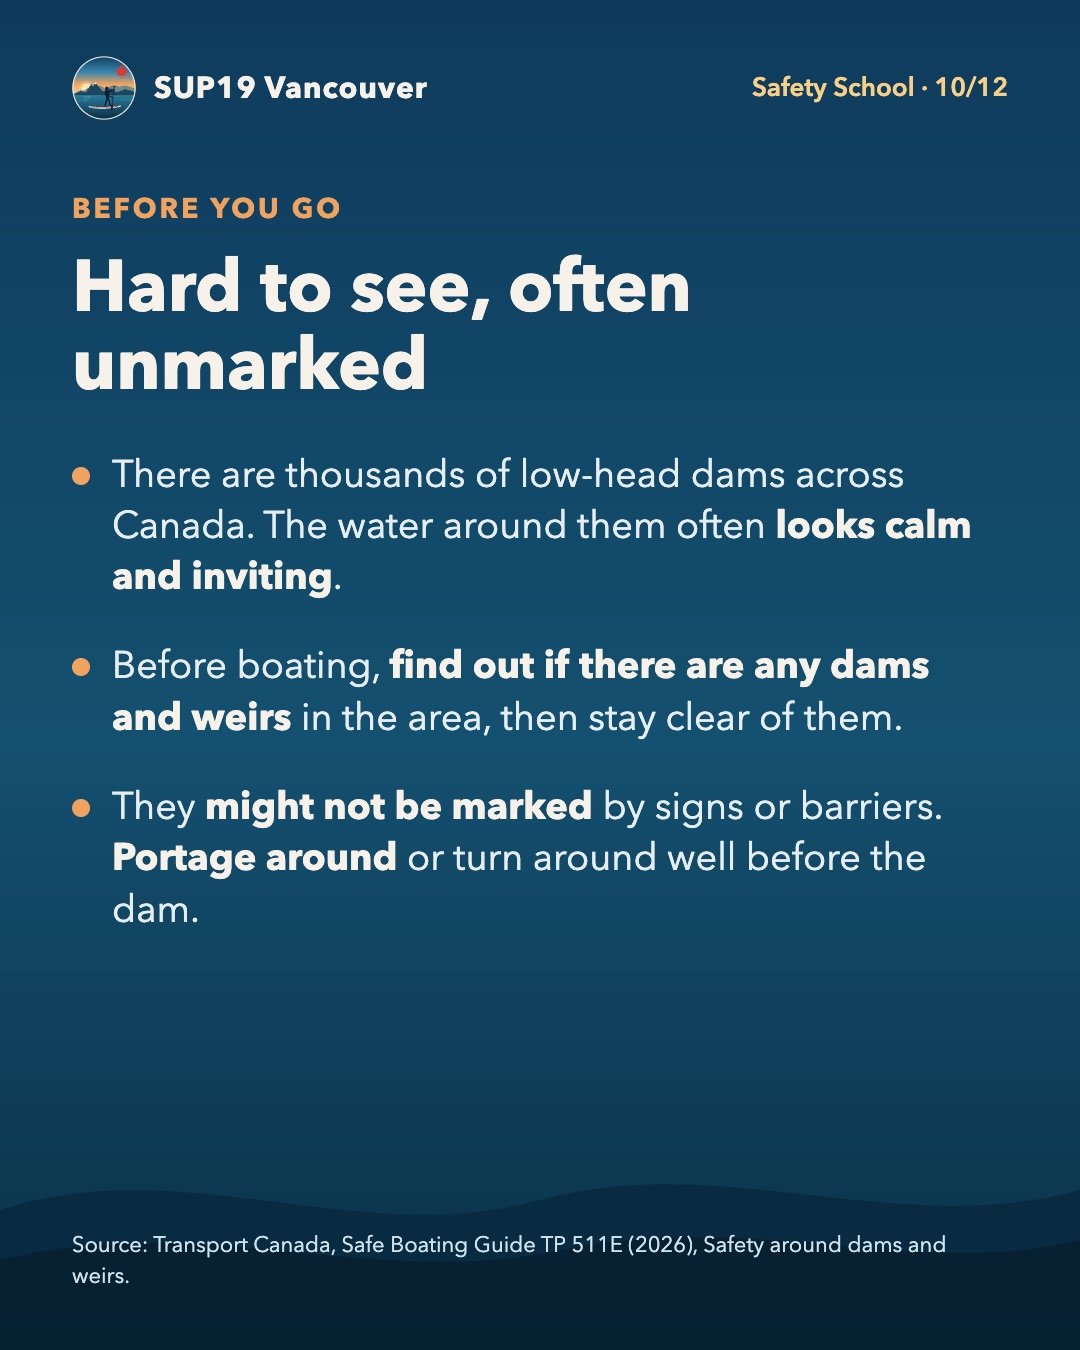 SUP19 Vancouver
Safety School · 10/12
BEFORE YOU GO
Hard to see, often
unmarked
There are thousands of low-head dams across
Canada. The water around them often looks calm
and inviting.
Before boating, find out if there are any dams
and weirs in the area, then stay clear of them.
They might not be marked by signs or barriers.
Portage around or turn around well before the
dam.
Source: Transport Canada, Safe Boating Guide TP 511E (2026), Safety around dams and
weirs.